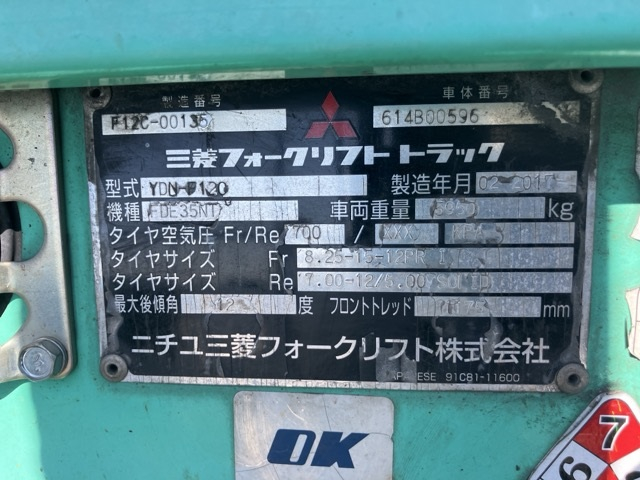 製造番号 車体番号
F12C-00135 614B00596
三菱フォークリフトトラック
型式 YDN-F12C 製造年月 02-201
機種 FDE35NT 車両重量 kg
タイヤ空気圧 Fr/Re 700 / XXX kPa
タイヤサイズ Fr 8.25-15-12PR
タイヤサイズ Re 7.00-12/5.00 SOLID
最大後傾角 12 度 フロントトレッド mm
ニチユ三菱フォークリフト株式会社
91C81-11600
OK
7
6